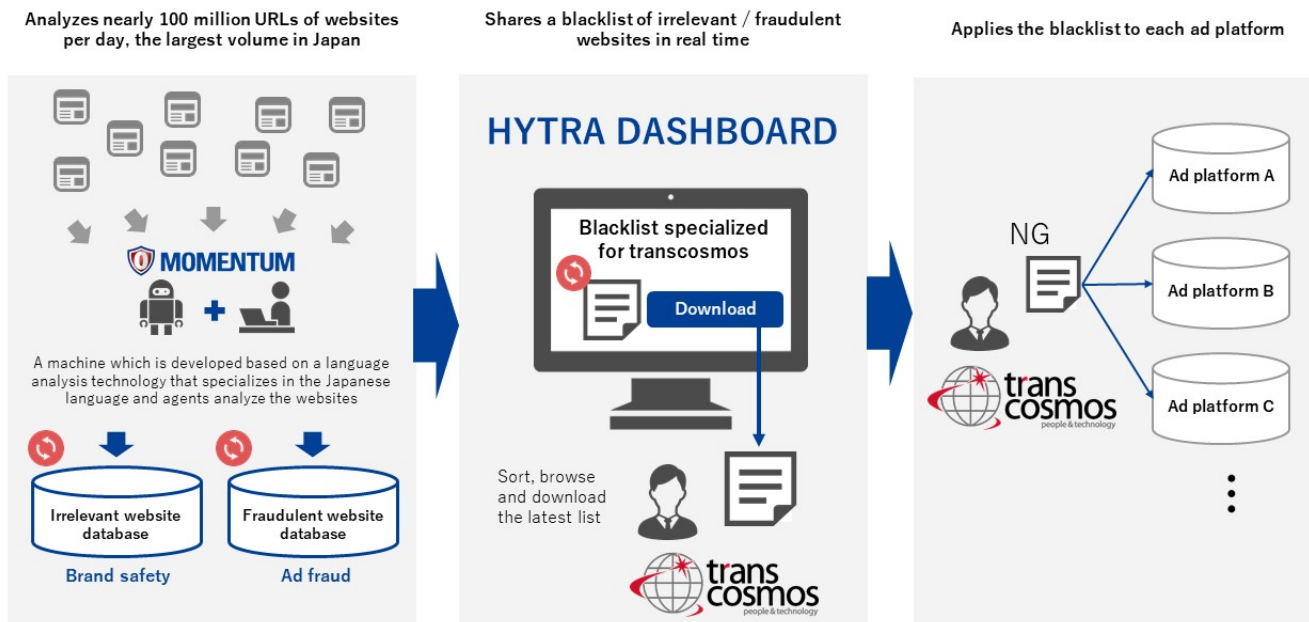 Analyzes nearly 100 million URLs of websites
per day, the largest volume in Japan
MOMENTUM
A machine which is developed based on a language
analysis technology that specializes in the Japanese
language and agents analyze the websites
Irrelevant website
database
Fraudulent website
database
Brand safety
Ad fraud
Shares a blacklist of irrelevant / fraudulent
websites in real time
HYTRA DASHBOARD
Blacklist specialized
for transcosmos
Download
Sort, browse
and download
the latest list
trans
cosmos
people & technology
Applies the blacklist to each ad platform
NG
trans
cosmos
people & technology
Ad platform A
Ad platform B
Ad platform C